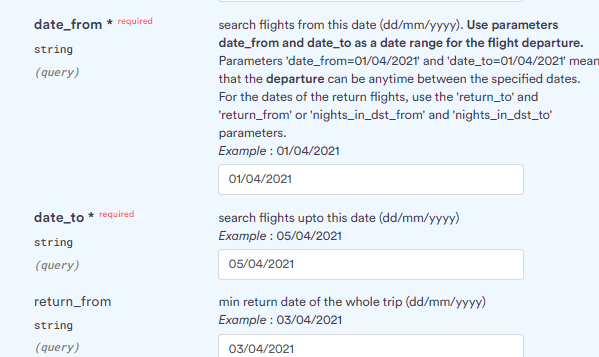 date_from * required
string
(query)
search flights from this date (dd/mm/yyyy). Use parameters
date_from and date_to as a date range for the flight departure.
Parameters 'date_from=01/04/2021' and 'date_to=01/04/2021' mean
that the departure can be anytime between the specified dates.
For the dates of the return flights, use the 'return_to' and
'return_from' or 'nights_in_dst_from' and 'nights_in_dst_to'
parameters.
Example : 01/04/2021
01/04/2021
date_to * required
string
(query)
search flights upto this date (dd/mm/yyyy)
Example : 05/04/2021
05/04/2021
return_from
string
(query)
min return date of the whole trip (dd/mm/yyyy)
Example : 03/04/2021
03/04/2021